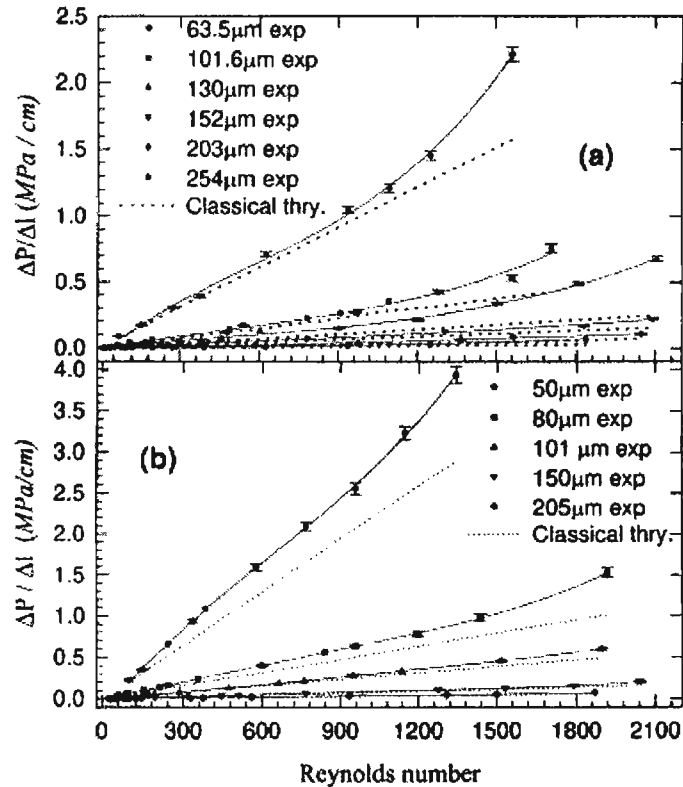 2.5
2.0
1.5
1.0
0.5
0.0
ΔP/Δl (MPa / cm)
63.5µm exp
101.6µm exp
130µm exp
152µm exp
203µm exp
254µm exp
Classical thry.
(a)
4.0
3.5
3.0
2.5
2.0
1.5
1.0
0.5
0.0
ΔP / Δl (MPa/cm)
(b)
50µm exp
80µm exp
101 µm exp
150µm exp
205µm exp
Classical thry.
0 300 600 900 1200 1500 1800 2100
Reynolds number